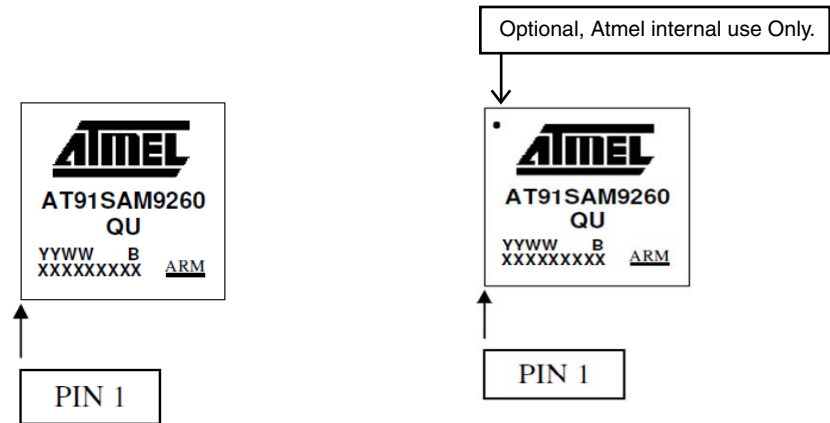 Optional, Atmel internal use Only.
ATMEL
AT91SAM9260
QU
YYWW B
XXXXXXXXX ARM
PIN 1
ATMEL
AT91SAM9260
QU
YYWW B
XXXXXXXXX ARM
PIN 1